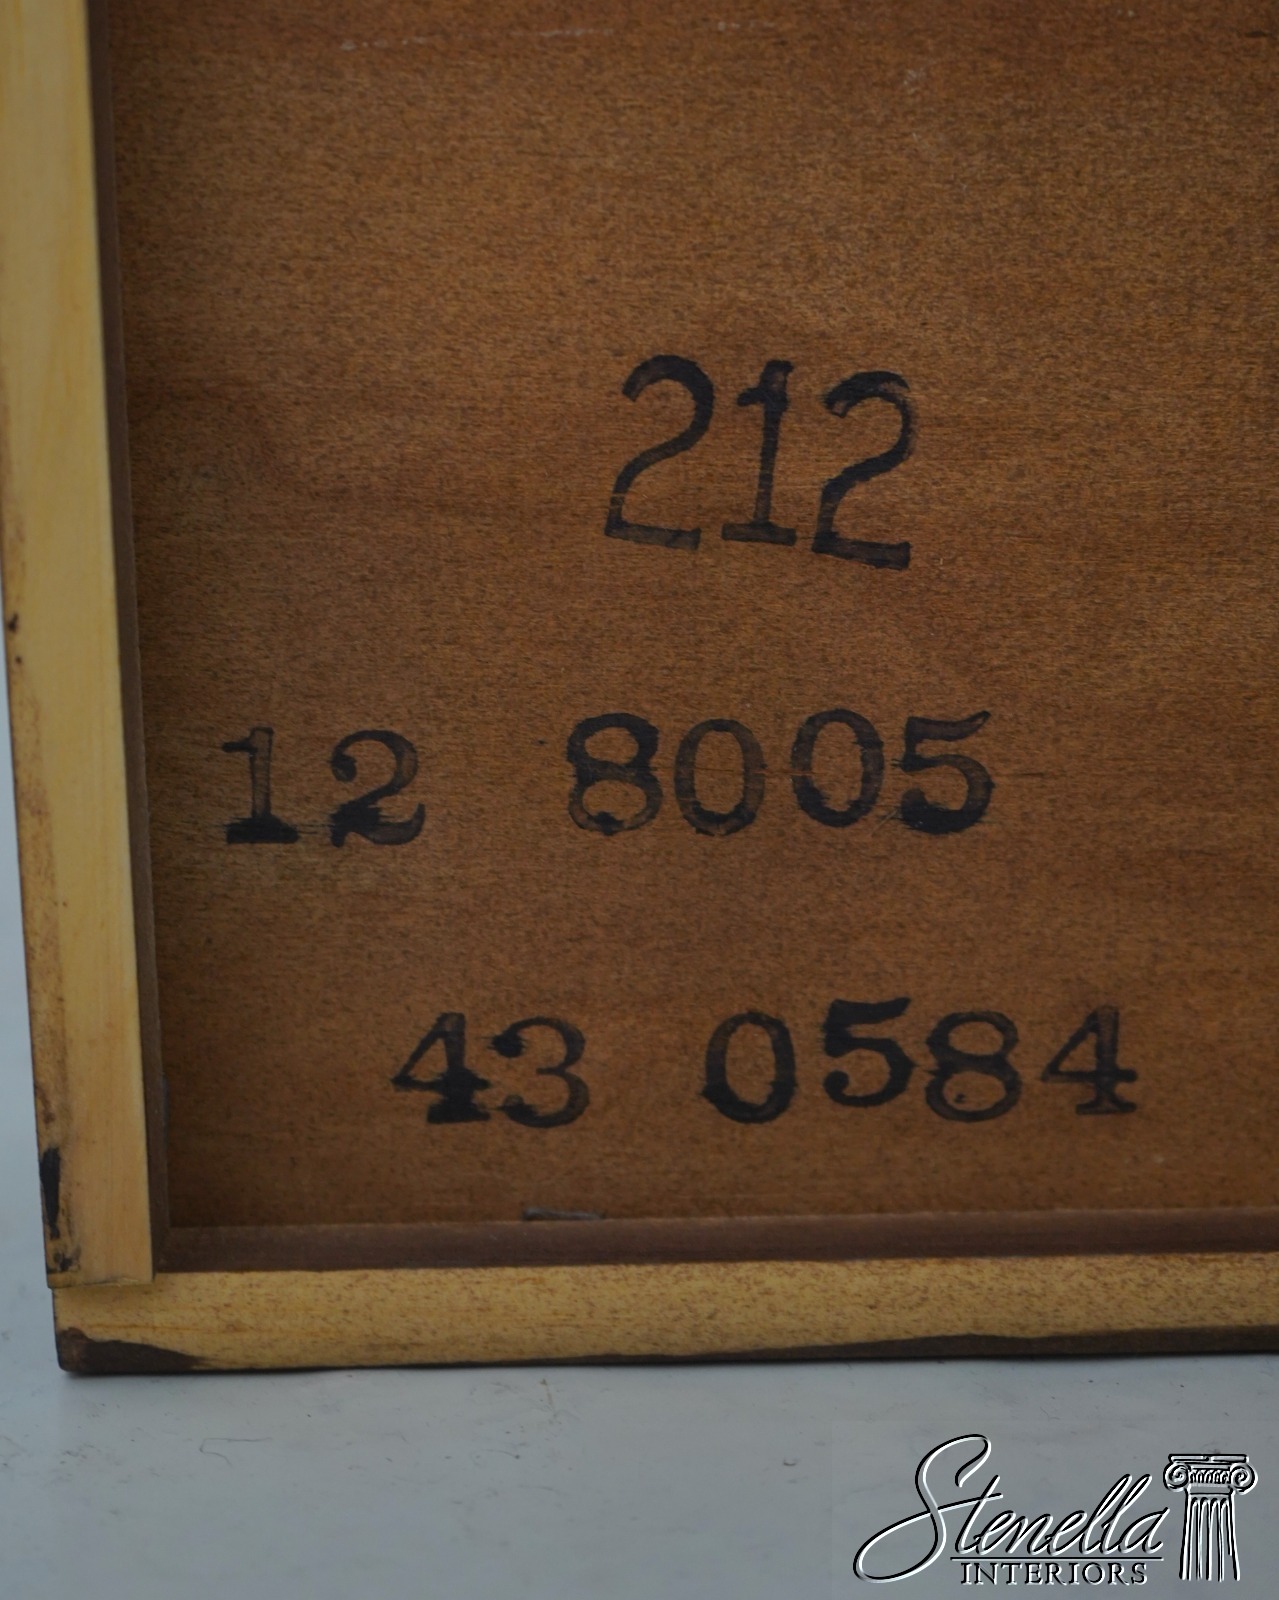 212
12 8005
43 0584
Stenella
INTERIORS